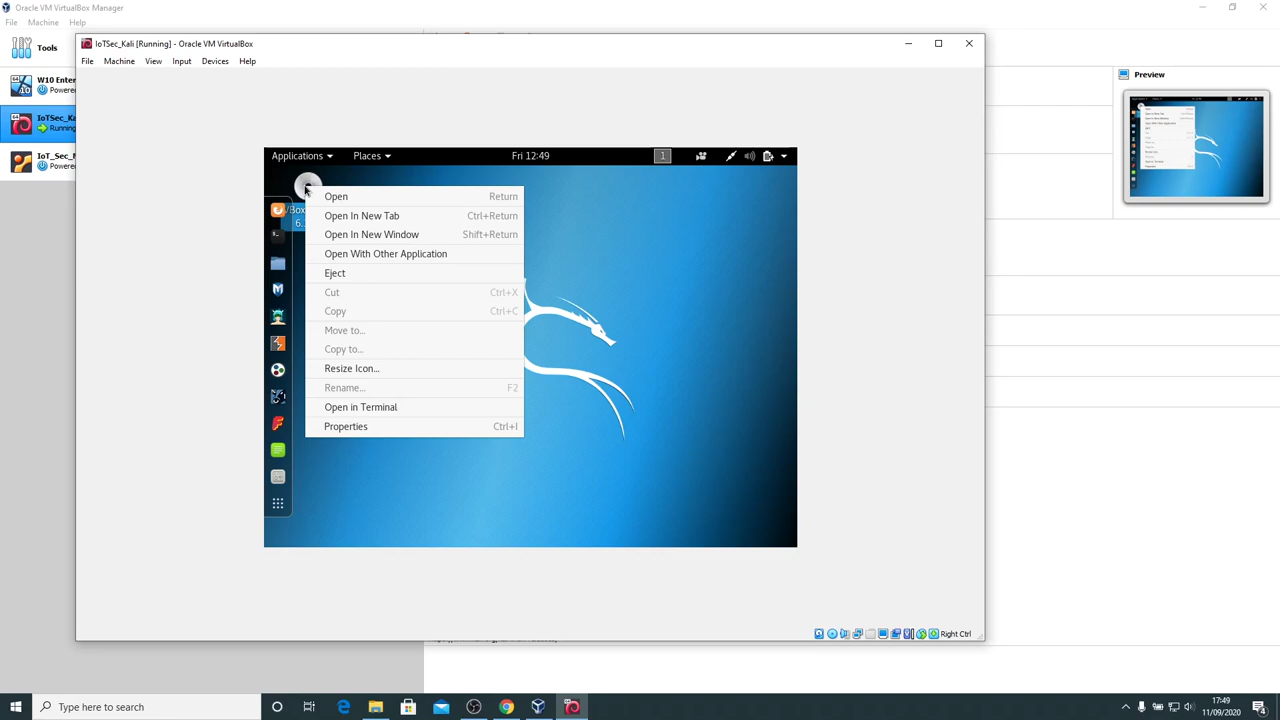 Oracle VM VirtualBox Manager
File Machine Help
Tools
W10 Enter
Powere
IoTSec_Ka
Running
IoT_Sec_
Powere
Preview
IoTSec_Kali [Running] - Oracle VM VirtualBox
File Machine View Input Devices Help
Applications Places Fri 12:49 1
VBox
6.
Open Return
Open In New Tab Ctrl+Return
Open In New Window Shift+Return
Open With Other Application
Eject
Cut Ctrl+X
Copy Ctrl+C
Move to...
Copy to...
Resize Icon...
Rename... F2
Open in Terminal
Properties Ctrl+I
Right Ctrl
Type here to search
17:49
11/09/2020
4